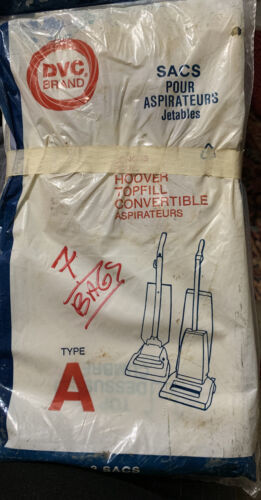 DVC
BRAND
SACS
POUR
ASPIRATEURS
Jetables
HOOVER
TOPFILL
CONVERTIBLE
ASPIRATEURS
7
BAGS
TYPE
A
3 SACS